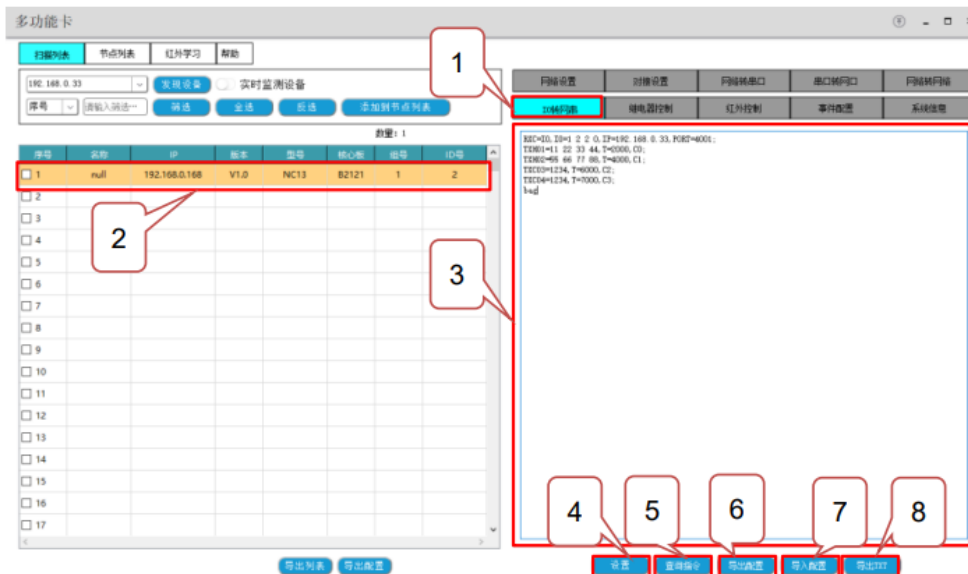 多功能卡
扫描列表 节点列表 红外学习 帮助
192.168.0.33 发现设备 实时监测设备
序号 请输入筛选... 筛选 全选 反选 添加到节点列表
数量: 1
序号 名称 IP 版本 型号 核心板 组号 ID号
1 null 192.168.0.168 V1.0 NC13 B2121 1 2
2
3
4
5
6
7
8
9
10
11
12
13
14
15
16
17
导出列表 导出配置
1
2
网络设置 对接设置 网络转串口 串口转网口 网络转网络
IO转网串 继电器控制 红外控制 事件配置 系统信息
REC=IO,IO=1 2 2 0,IP=192.168.0.33,PORT=4001;
TXH01=11 22 33 44,T=2000,C0;
TXH02=55 66 77 88,T=4000,C1;
TXC03=1234,T=6000,C2;
TXC04=1234,T=7000,C3;
3
4 5 6 7 8
设置 查询指令 导出配置 导入配置 导出TXT